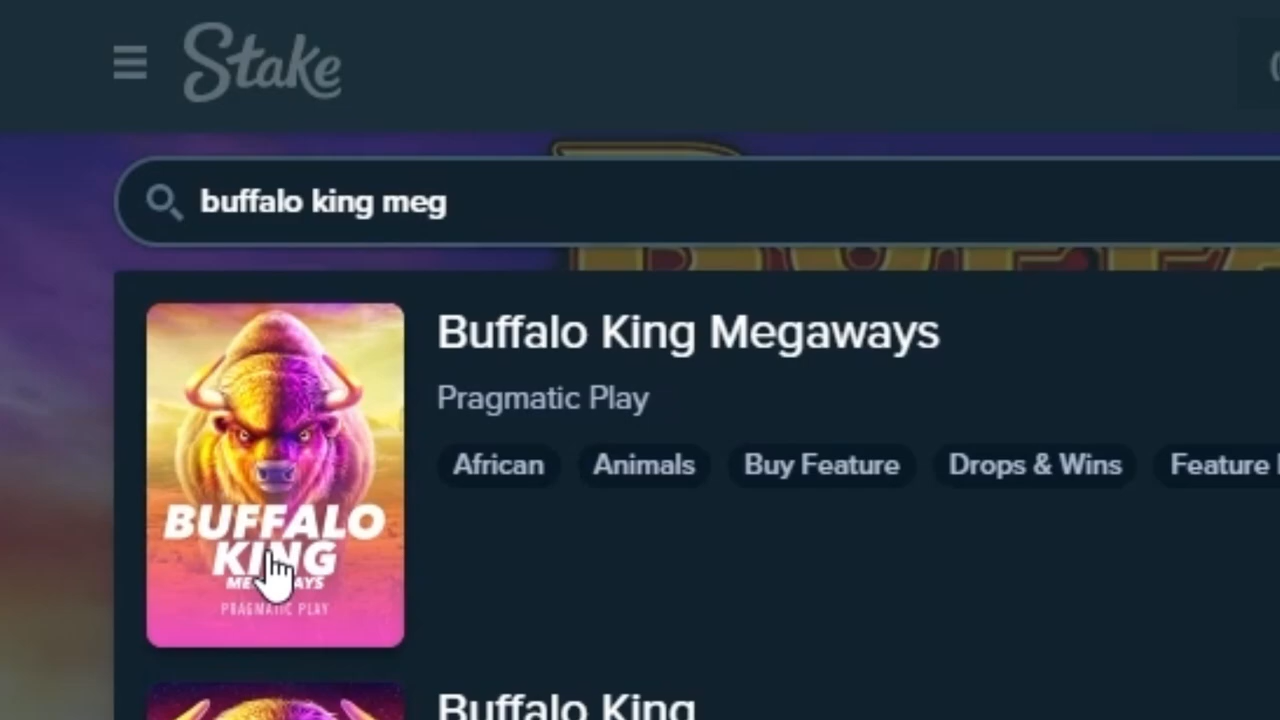 Stake
buffalo king meg
Buffalo King Megaways
Pragmatic Play
African Animals Buy Feature Drops & Wins Feature
BUFFALO
KING
PRAGMATIC PLAY
Buffalo King